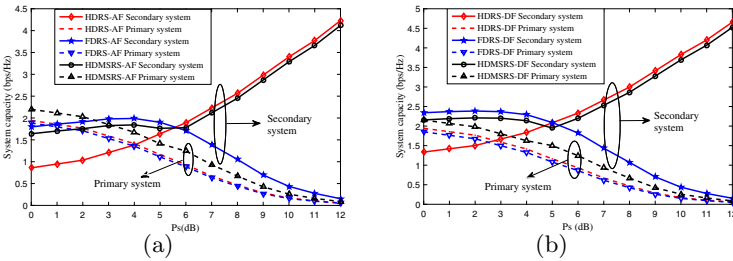 4.5
4
3.5
3
2.5
2
1.5
1
0.5
0
System capacity (bps/Hz)
HDRS-AF Secondary system
HDRS-AF Primary system
FDRS-AF Secondary system
FDRS-AF Primary system
HDMSRS-AF Secondary system
HDMSRS-AF Primary system
Secondary
system
Primary system
0 1 2 3 4 5 6 7 8 9 10 11 12
Ps(dB)
(a)
5
4.5
4
3.5
3
2.5
2
1.5
1
0.5
0
System capacity (bps/Hz)
HDRS-DF Secondary system
HDRS-DF Primary system
FDRS-DF Secondary system
FDRS-DF Primary system
HDMSRS-DF Secondary system
HDMSRS-DF Primary system
Secondary
system
Primary system
0 1 2 3 4 5 6 7 8 9 10 11 12
Ps (dB)
(b)